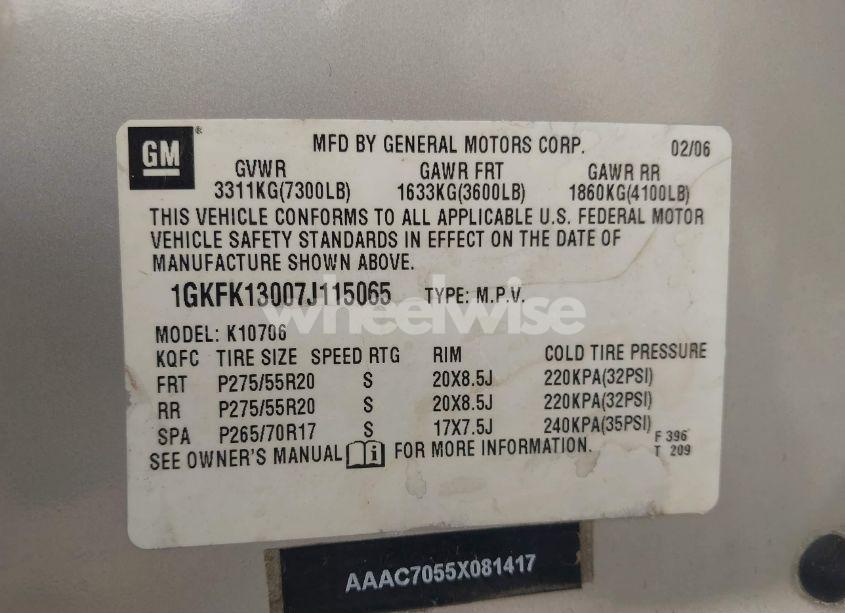 GM
MFD BY GENERAL MOTORS CORP. 02/06
GVWR GAWR FRT GAWR RR
3311KG(7300LB) 1633KG(3600LB) 1860KG(4100LB)
THIS VEHICLE CONFORMS TO ALL APPLICABLE U.S. FEDERAL MOTOR
VEHICLE SAFETY STANDARDS IN EFFECT ON THE DATE OF
MANUFACTURE SHOWN ABOVE.
1GKFK13007J115065 TYPE: M.P.V.
wheelwise
MODEL: K10706
KQFC TIRE SIZE SPEED RTG RIM COLD TIRE PRESSURE
FRT P275/55R20 S 20X8.5J 220KPA(32PSI)
RR P275/55R20 S 20X8.5J 220KPA(32PSI)
SPA P265/70R17 S 17X7.5J 240KPA(35PSI)
F 396
SEE OWNER'S MANUAL i FOR MORE INFORMATION. T 209
AAAC7055X081417